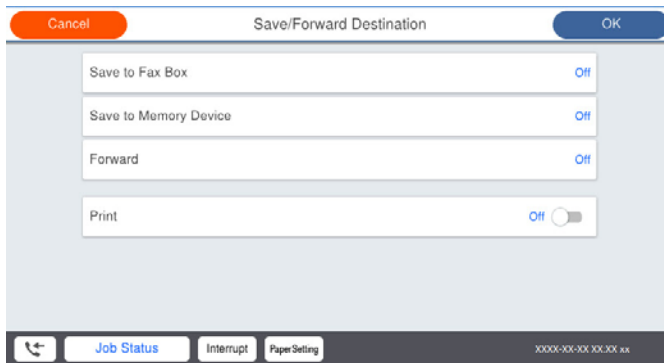 Cancel Save/Forward Destination OK
Save to Fax Box Off
Save to Memory Device Off
Forward Off
Print Off
Job Status Interrupt PaperSetting XXXX-XX-XX XX:XX xx